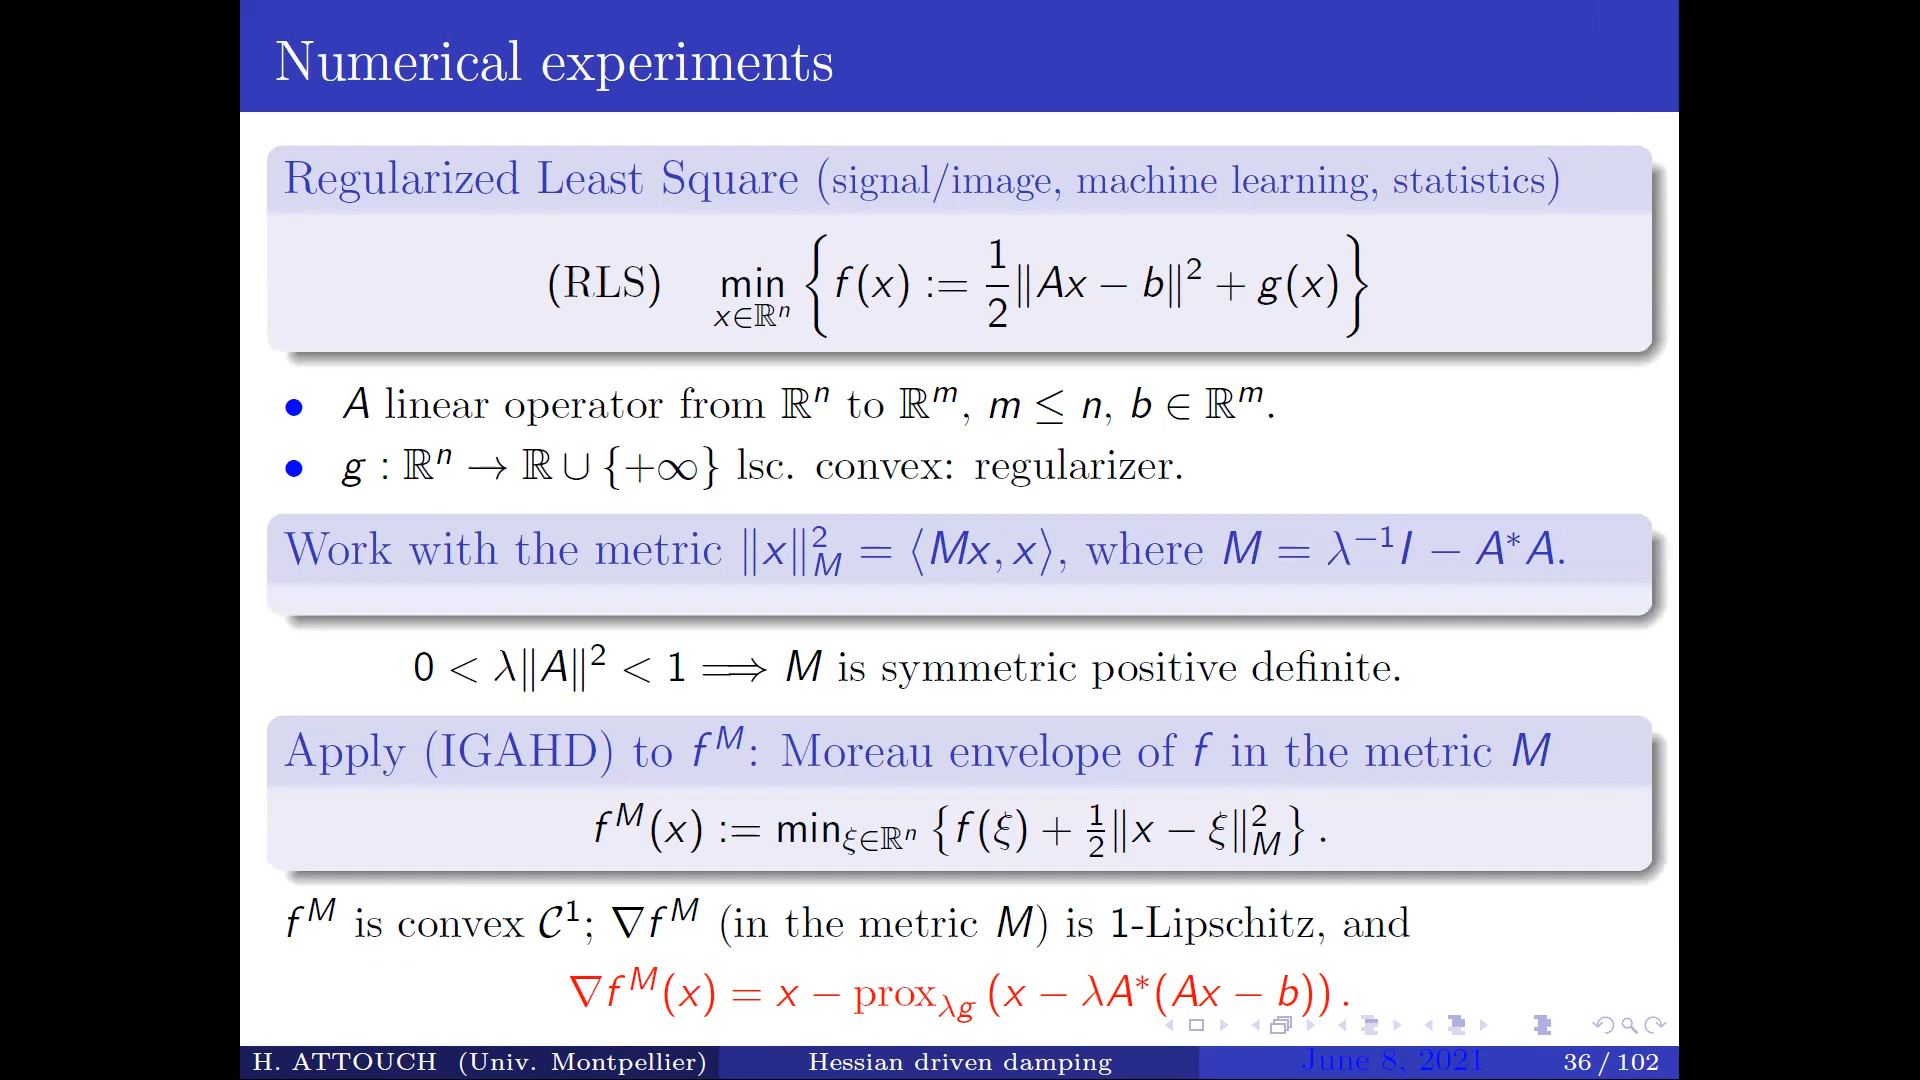 Numerical experiments
Regularized Least Square (signal/image, machine learning, statistics)
(RLS) min_{x∈ℝⁿ} { f(x) := 1/2 ‖Ax − b‖² + g(x) }
• A linear operator from ℝⁿ to ℝᵐ, m ≤ n, b ∈ ℝᵐ.
• g : ℝⁿ → ℝ ∪ {+∞} lsc. convex: regularizer.
Work with the metric ‖x‖²_M = ⟨Mx, x⟩, where M = λ⁻¹I − A*A.
0 < λ‖A‖² < 1 ⟹ M is symmetric positive definite.
Apply (IGAHD) to f^M: Moreau envelope of f in the metric M
f^M(x) := min_{ξ∈ℝⁿ} { f(ξ) + 1/2 ‖x − ξ‖²_M } .
f^M is convex 𝒞¹; ∇f^M (in the metric M) is 1-Lipschitz, and
∇f^M(x) = x − prox_{λg} (x − λA*(Ax − b)) .
H. ATTOUCH (Univ. Montpellier) Hessian driven damping June 8, 2021 36 / 102